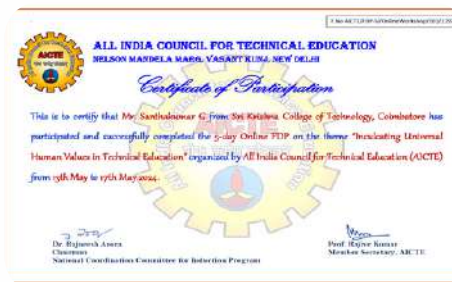 ALL INDIA COUNCIL FOR TECHNICAL EDUCATION
AICTE
NELSON MANDELA MARG, VASANT KUNJ, NEW DELHI
Certificate of Participation
This is to certify that Mr. Santhakumar G from Sri Krishna College of Technology, Coimbatore has
participated and successfully completed the 5-day Online FDP on the theme "Inculcating Universal
Human Values in Technical Education" organized by All India Council for Technical Education (AICTE)
from 13th May to 17th May 2024.
Dr. Rajneesh Arora
Chairman
National Coordination Committee for Induction Program
Prof. Rajive Kumar
Member Secretary, AICTE